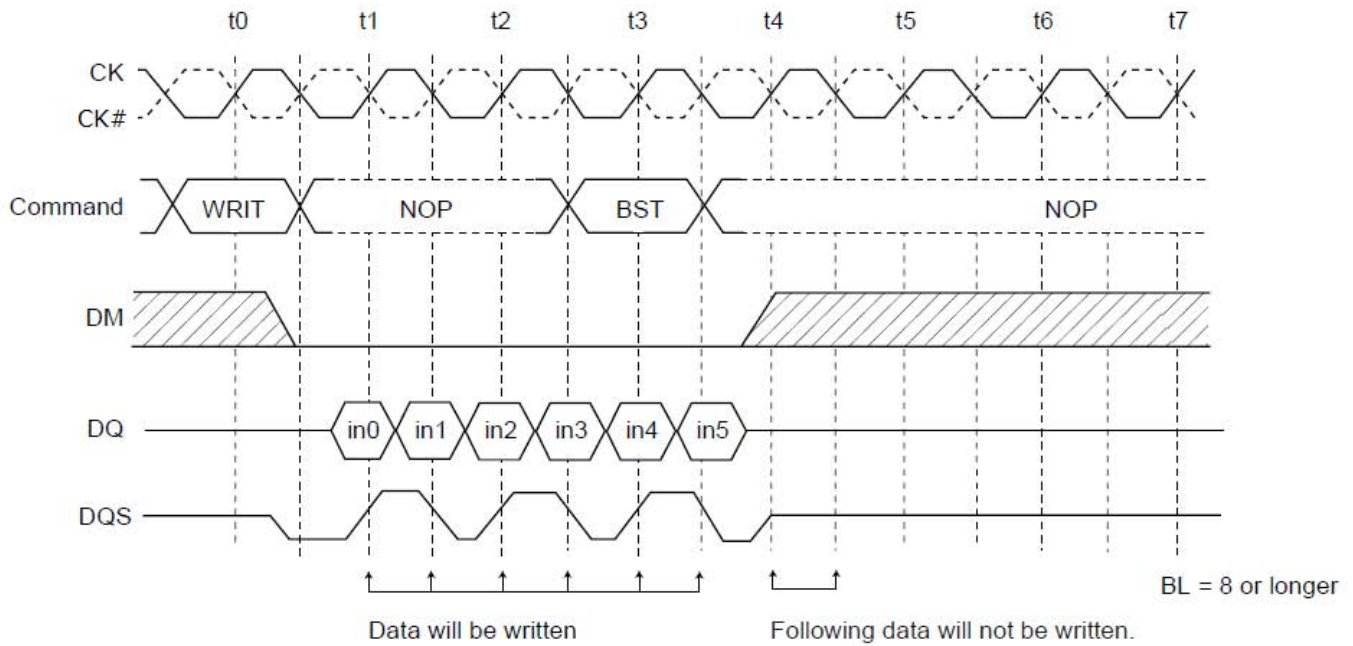 t0 t1 t2 t3 t4 t5 t6 t7
CK
CK#
Command WRIT NOP BST NOP
DM
DQ in0 in1 in2 in3 in4 in5
DQS
BL = 8 or longer
Data will be written Following data will not be written.